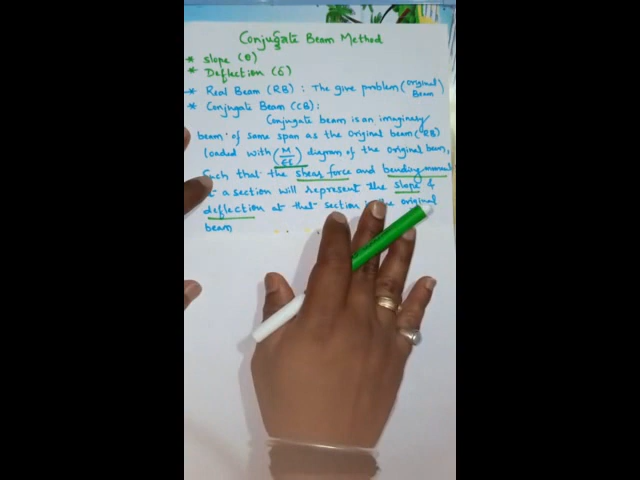 Conjugate Beam Method
* Slope (θ)
* Deflection (δ)
* Real Beam (RB) : The give problem (Original Beam)
* Conjugate Beam (CB) :
Conjugate beam is an imaginary
beam of same span as the Original beam (RB)
loaded with (M/EI) diagram of the original beam,
Such that the shear force and bending moment
a section will represent the slope &
deflection at that section the original
beam